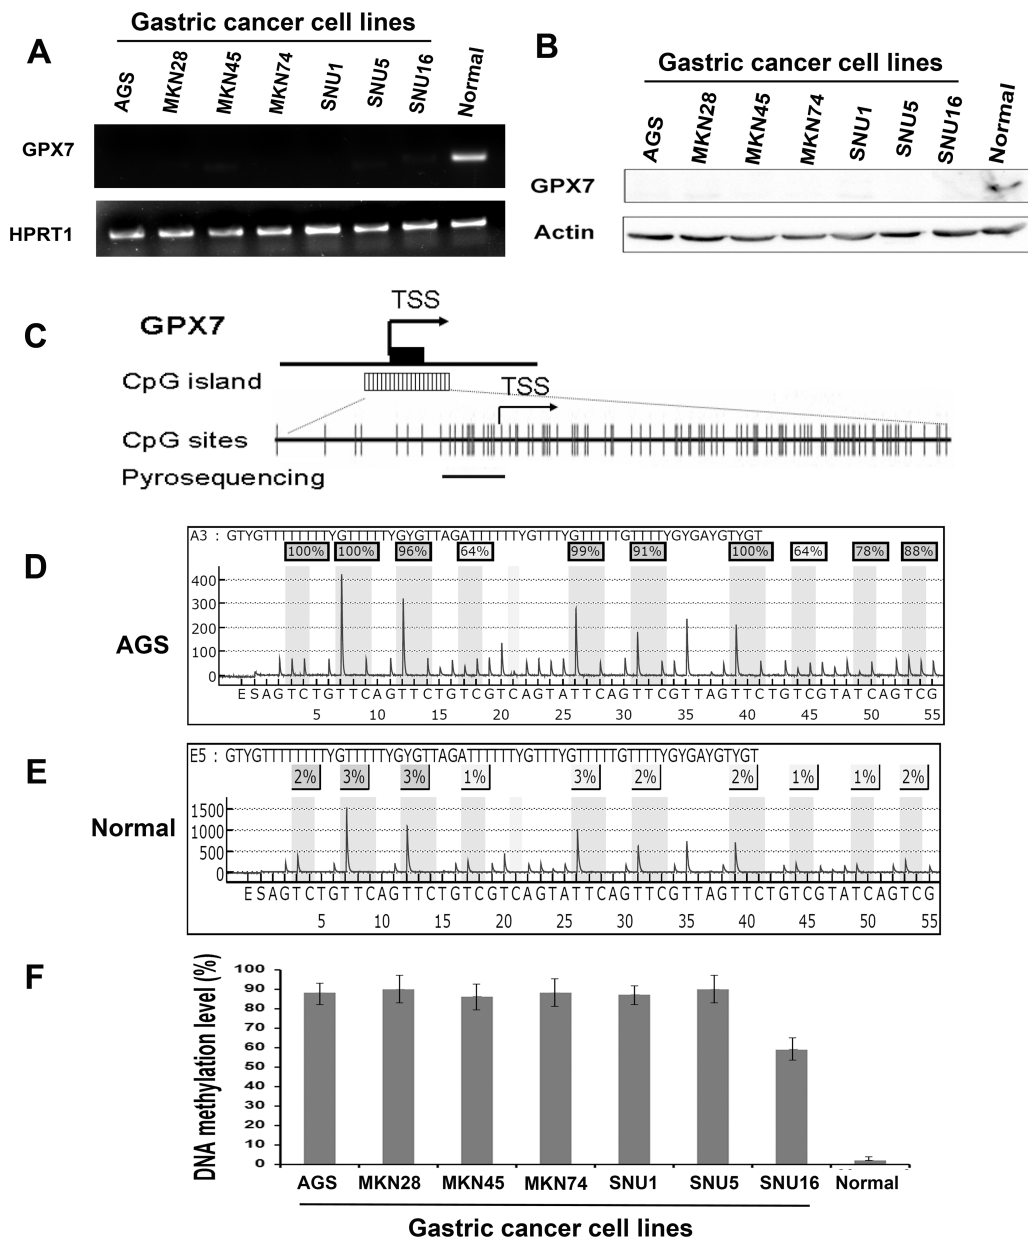 A
Gastric cancer cell lines
AGS
MKN28
MKN45
MKN74
SNU1
SNU5
SNU16
Normal
GPX7
HPRT1
B
Gastric cancer cell lines
AGS
MKN28
MKN45
MKN74
SNU1
SNU5
SNU16
Normal
GPX7
Actin
C
GPX7
TSS
CpG island
TSS
CpG sites
Pyrosequencing
D
AGS
A3 : GTYGTTTTTTTTYGTTTTTYGYGTTAGATTTTTTTYGTTTYGTTTTTGTTTTYGYGAYGTYGT
100% 100% 96% 64% 99% 91% 100% 64% 78% 88%
400
300
200
100
0
E S A G T C T G T T C A G T T C T G T C G T C A G T A T T C A G T T C G T T A G T T C T G T C G T A T C A G T C G
5 10 15 20 25 30 35 40 45 50 55
E
Normal
E5 : GTYGTTTTTTTTYGTTTTTYGYGTTAGATTTTTTTYGTTTYGTTTTTGTTTTYGYGAYGTYGT
2% 3% 3% 1% 3% 2% 2% 1% 1% 2%
1500
1000
500
0
E S A G T C T G T T C A G T T C T G T C G T C A G T A T T C A G T T C G T T A G T T C T G T C G T A T C A G T C G
5 10 15 20 25 30 35 40 45 50 55
F
DNA methylation level (%)
100
90
80
70
60
50
40
30
20
10
0
AGS MKN28 MKN45 MKN74 SNU1 SNU5 SNU16 Normal
Gastric cancer cell lines